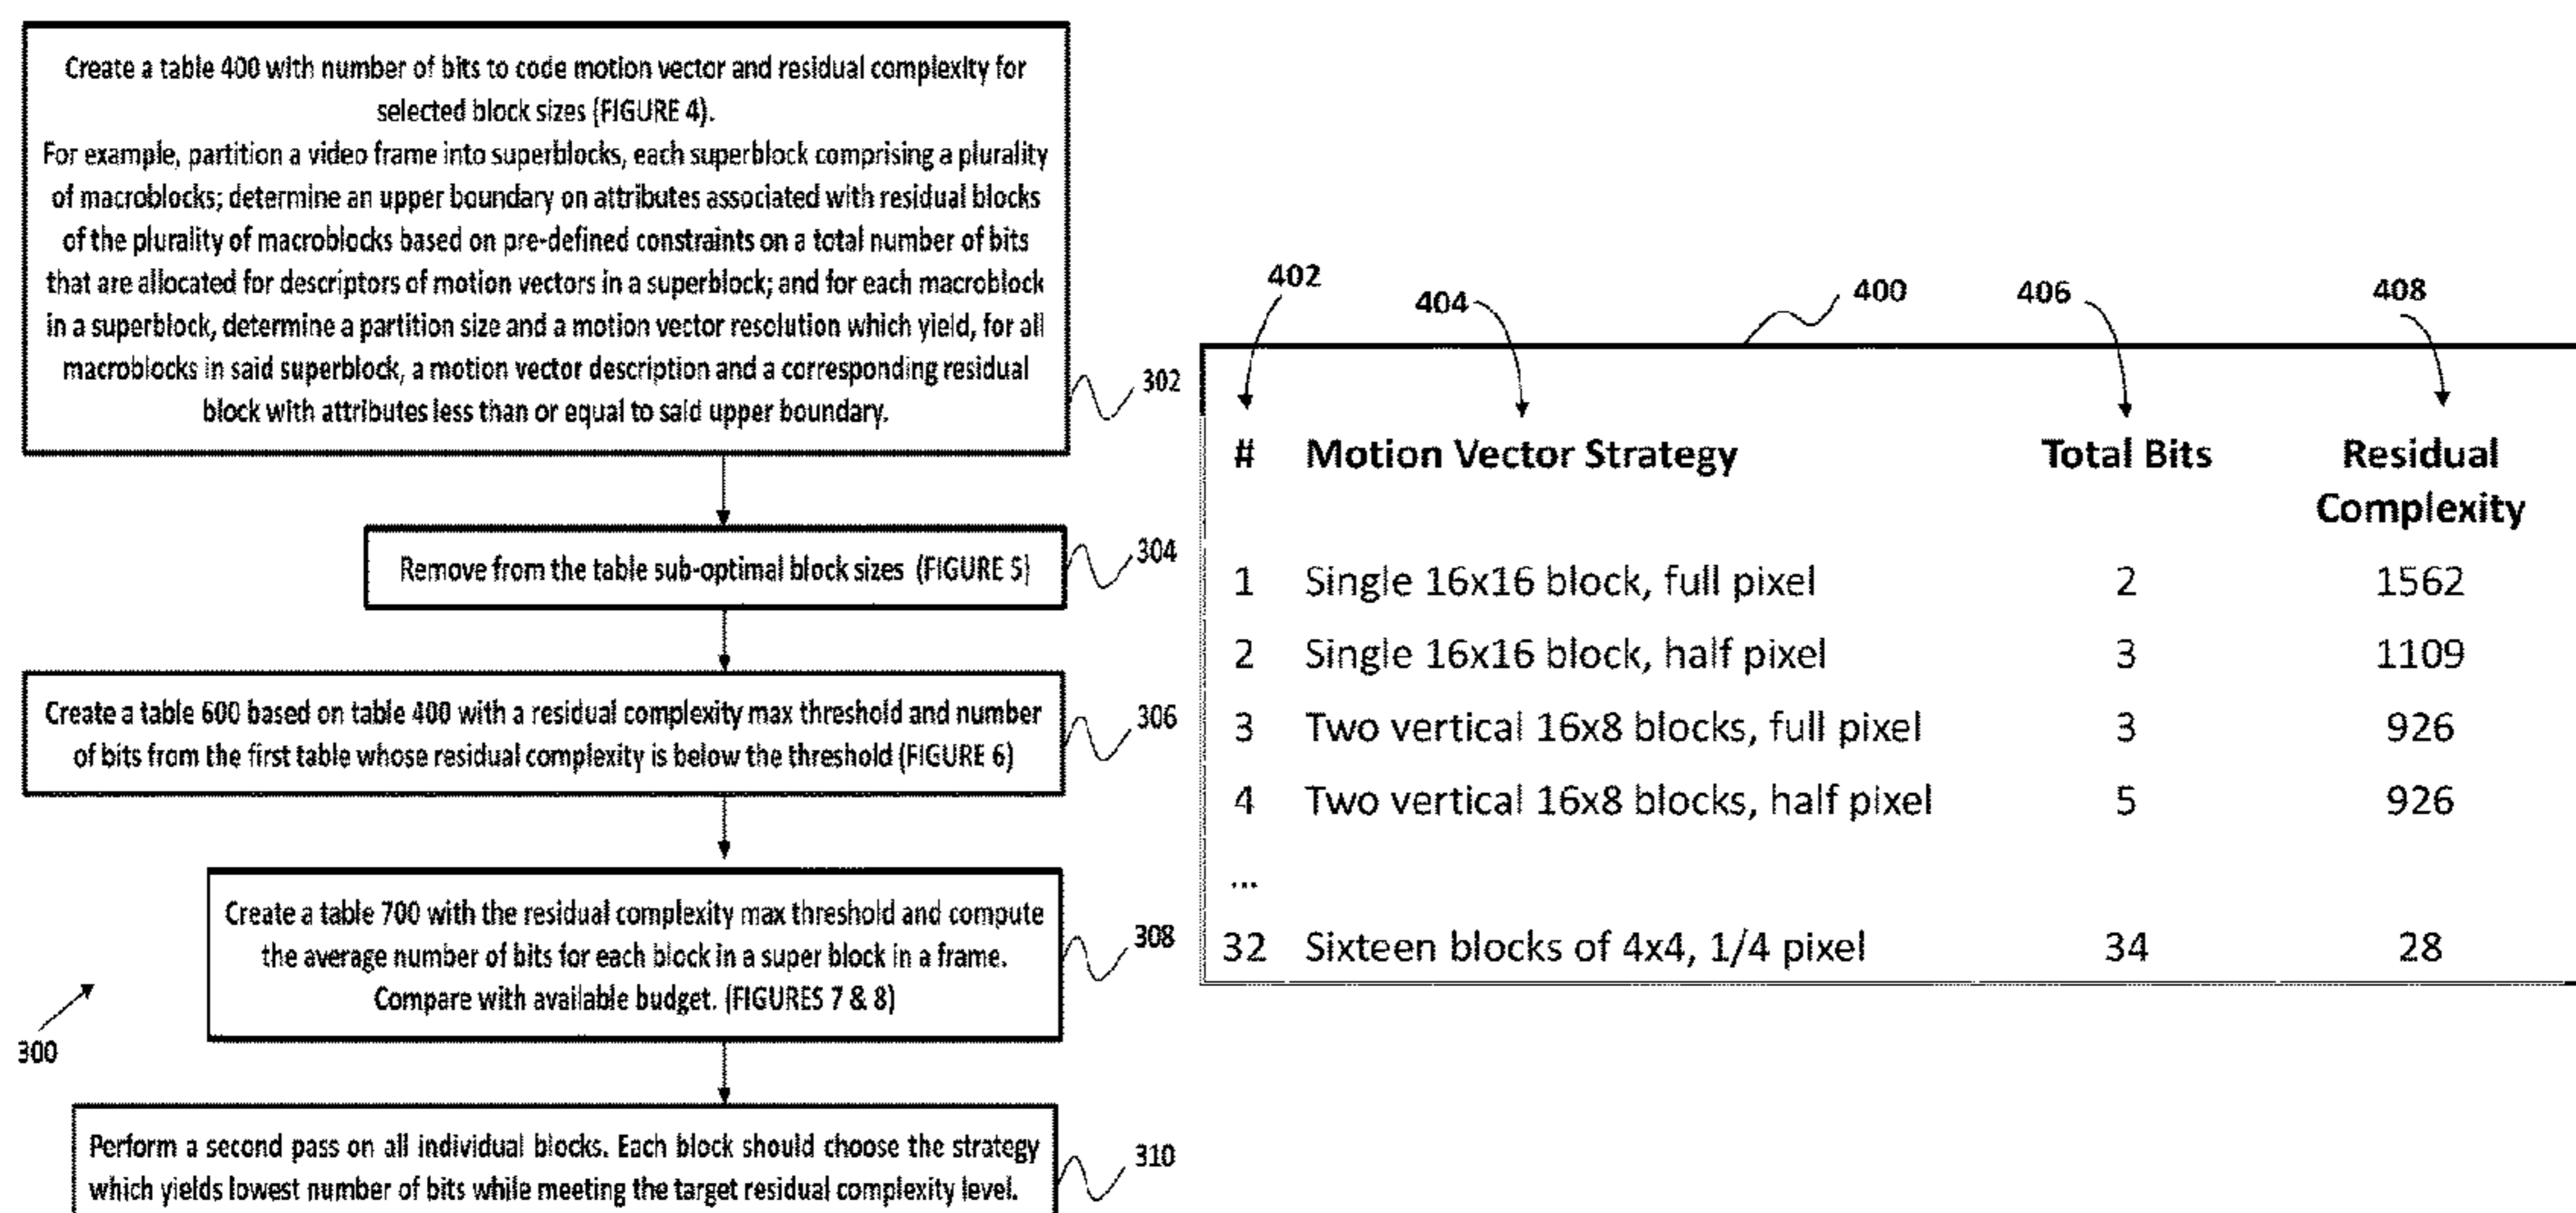 Create a table 400 with number of bits to code motion vector and residual complexity for
selected block sizes (FIGURE 4).
For example, partition a video frame into superblocks, each superblock comprising a plurality
of macroblocks; determine an upper boundary on attributes associated with residual blocks
of the plurality of macroblocks based on pre-defined constraints on a total number of bits
that are allocated for descriptors of motion vectors in a superblock; and for each macroblock
in a superblock, determine a partition size and a motion vector resolution which yield, for all
macroblocks in said superblock, a motion vector description and a corresponding residual
block with attributes less than or equal to said upper boundary.
302
Remove from the table sub-optimal block sizes (FIGURE 5)
304
Create a table 600 based on table 400 with a residual complexity max threshold and number
of bits from the first table whose residual complexity is below the threshold (FIGURE 6)
306
Create a table 700 with the residual complexity max threshold and compute
the average number of bits for each block in a super block in a frame.
Compare with available budget. (FIGURES 7 & 8)
308
300
Perform a second pass on all individual blocks. Each block should choose the strategy
which yields lowest number of bits while meeting the target residual complexity level.
310
402
404
400
406
408
# Motion Vector Strategy Total Bits Residual
Complexity
1 Single 16x16 block, full pixel 2 1562
2 Single 16x16 block, half pixel 3 1109
3 Two vertical 16x8 blocks, full pixel 3 926
4 Two vertical 16x8 blocks, half pixel 5 926
...
32 Sixteen blocks of 4x4, 1/4 pixel 34 28